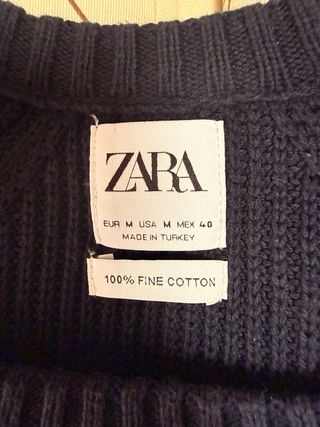 ZARA
EUR M USA M MEX 40
MADE IN TURKEY
100% FINE COTTON